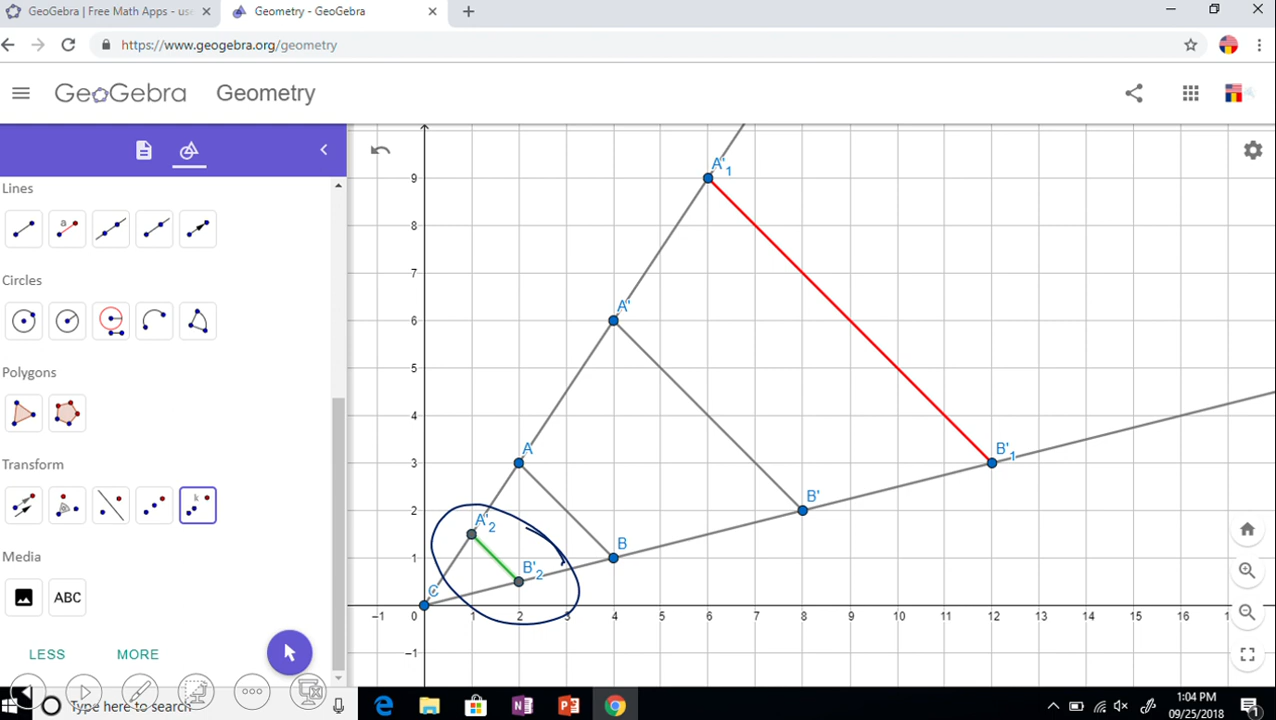 GeoGebra | Free Math Apps - use
Geometry - GeoGebra
https://www.geogebra.org/geometry
GeoGebra Geometry
Lines
a
Circles
Polygons
Transform
k
Media
ABC
LESS MORE
A'1
A'
A
A'2
B'1
B'
B
B'2
C
9
8
7
6
5
4
3
2
1
−1
−1 0 1 2 3 4 5 6 7 8 9 10 11 12 13 14 15 16 17
Type here to search
1:04 PM
09/25/2018
1